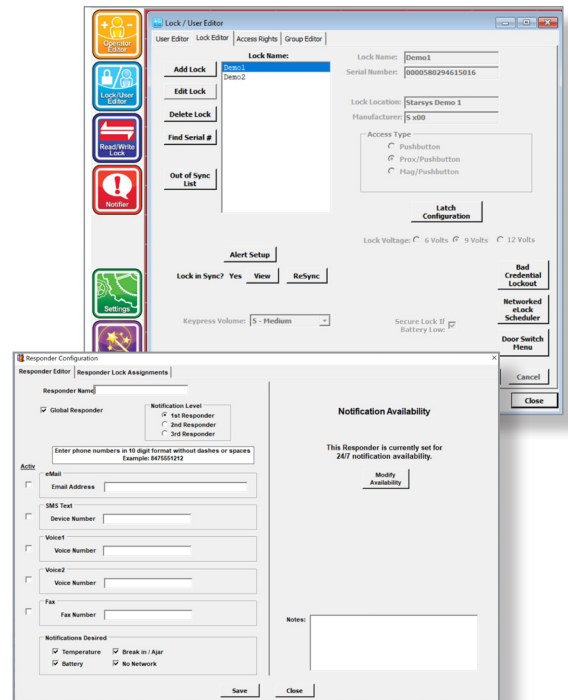 Operator
Editor
Lock/User
Editor
Read/Write
Lock
Notifier
Settings
Lock / User Editor
User Editor Lock Editor Access Rights Group Editor
Lock Name:
Add Lock
Edit Lock
Delete Lock
Find Serial #
Out of Sync
List
Demo1
Demo2
Lock Name: Demo1
Serial Number: 0000580294615016
Lock Location: Starsys Demo 1
Manufacturer: S x00
Access Type
Pushbutton
Prox/Pushbutton
Mag/Pushbutton
Latch
Configuration
Lock Voltage: 6 Volts 9 Volts 12 Volts
Alert Setup
Lock in Sync? Yes View ReSync
Keypress Volume: 5 - Medium
Secure Lock If
Battery Low:
Bad
Credential
Lockout
Networked
eLock
Scheduler
Door Switch
Menu
Cancel
Close
Responder Configuration
Responder Editor Responder Lock Assignments
Responder Name
Global Responder
Notification Level
1st Responder
2nd Responder
3rd Responder
Enter phone numbers in 10 digit format without dashes or spaces
Example: 8475551212
Activ
eMail
Email Address
SMS Text
Device Number
Voice1
Voice Number
Voice2
Voice Number
Fax
Fax Number
Notifications Desired
Temperature Break in / Ajar
Battery No Network
Notification Availability
This Responder is currently set for
24/7 notification availability.
Modify
Availability
Notes:
Save Close